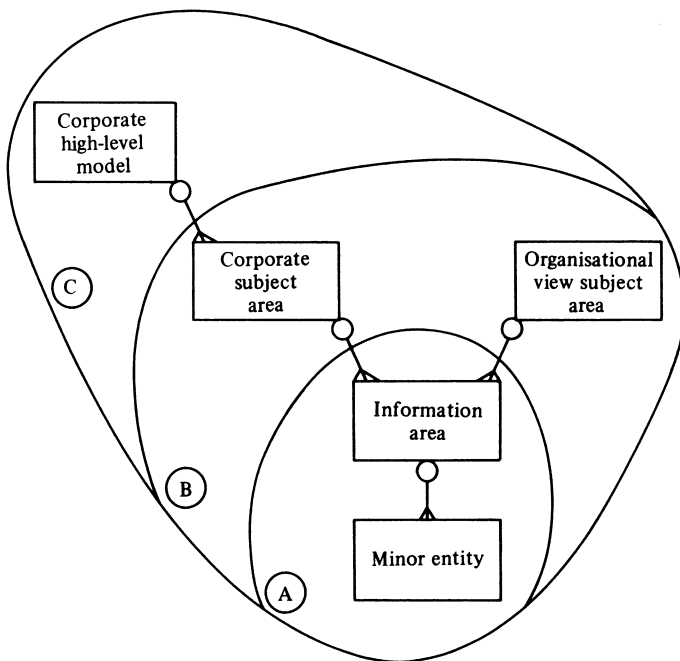 Corporate
high-level
model
Corporate
subject
area
Organisational
view subject
area
C
Information
area
B
Minor entity
A